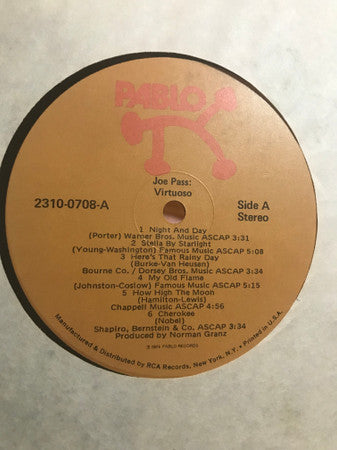 PABLO
Joe Pass:
Virtuoso
2310-0708-A
Side A
Stereo
1 Night And Day
(Porter) Warner Bros. Music ASCAP 3:31
2 Stella By Starlight
(Young-Washington) Famous Music ASCAP 5:08
3 Here's That Rainy Day
(Burke-Van Heusen)
Bourne Co. / Dorsey Bros. Music ASCAP 3:34
4 My Old Flame
(Johnston-Coslow) Famous Music ASCAP 5:15
5 How High The Moon
(Hamilton-Lewis)
Chappell Music ASCAP 4:56
6 Cherokee
(Nobel)
Shapiro, Bernstein & Co. ASCAP 3:34
Produced by Norman Granz
℗ 1974 PABLO RECORDS
Manufactured & Distributed by RCA Records, New York, N.Y. • Printed in U.S.A.